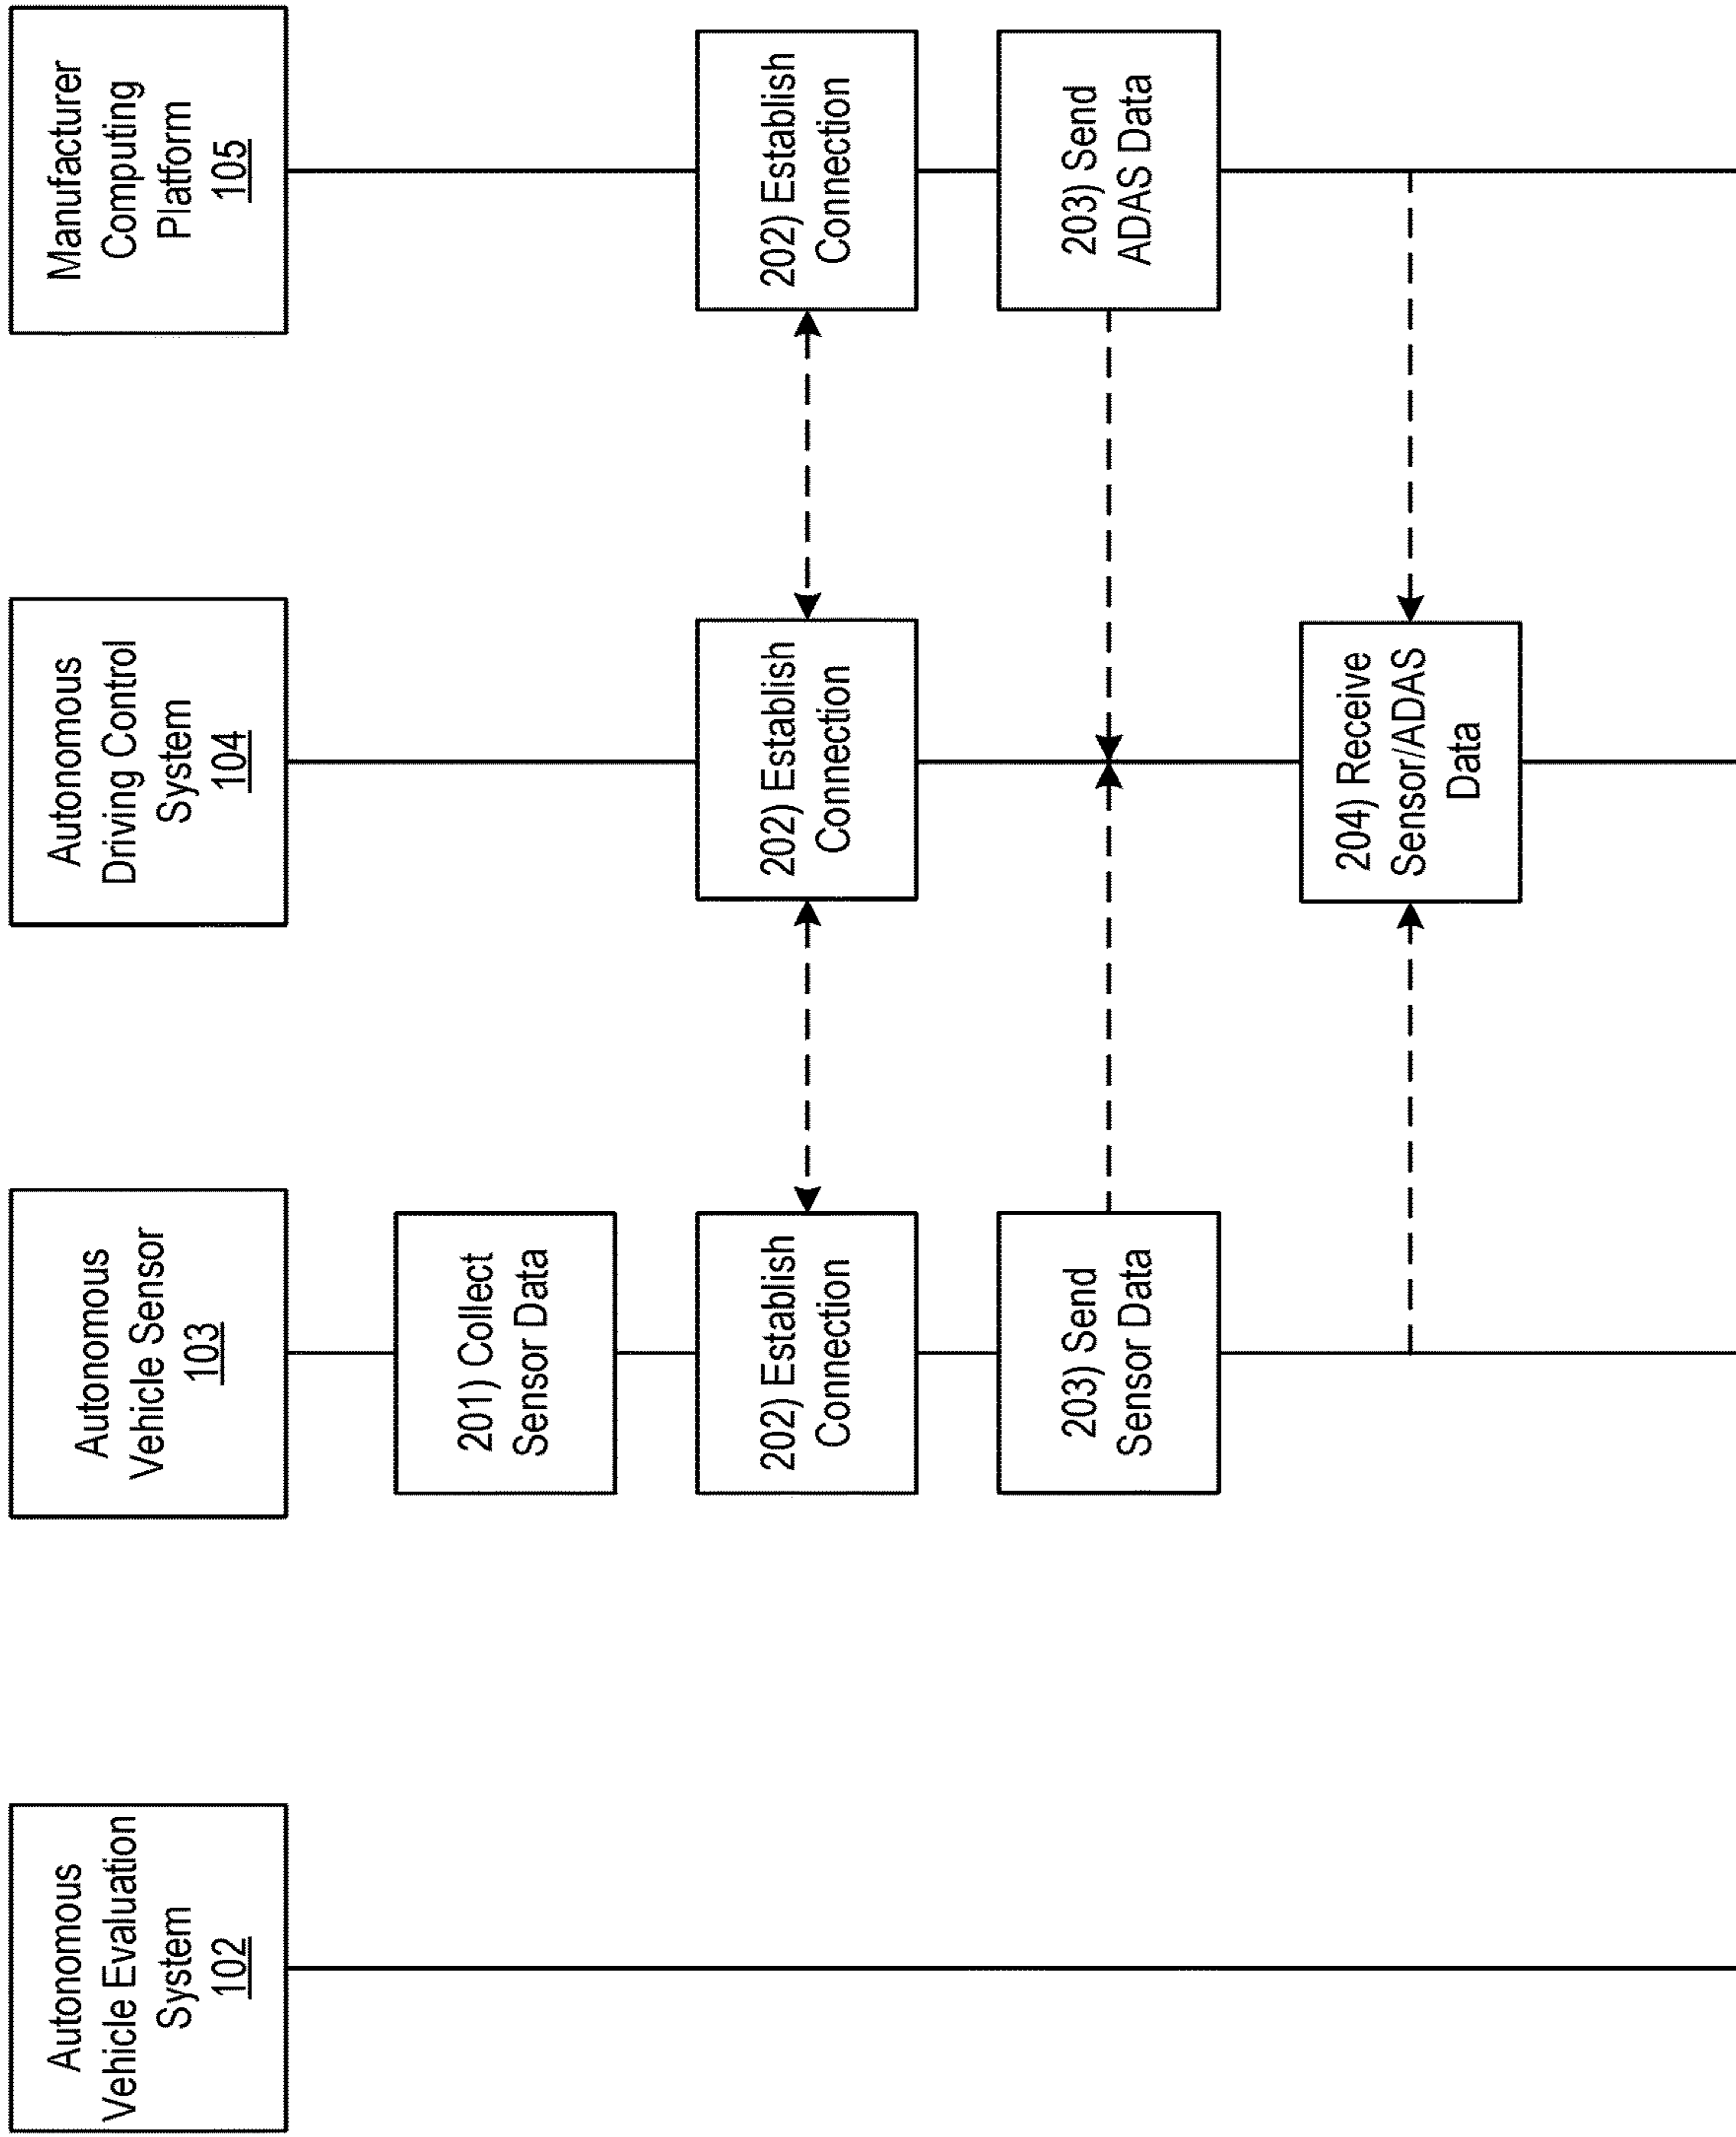 Autonomous
Vehicle Evaluation
System
102
Autonomous
Vehicle Sensor
103
Autonomous
Driving Control
System
104
Manufacturer
Computing
Platform
105
201) Collect
Sensor Data
202) Establish
Connection
202) Establish
Connection
202) Establish
Connection
203) Send
Sensor Data
203) Send
ADAS Data
204) Receive
Sensor/ADAS
Data